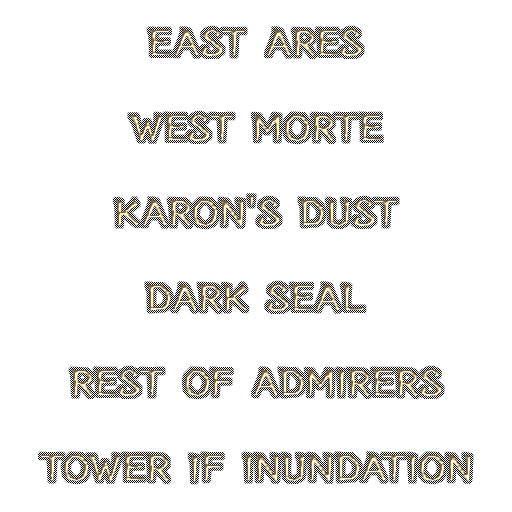 EAST ARES
WEST MORTE
KARON'S DUST
DARK SEAL
REST OF ADMIRERS
TOWER IF INUNDATION